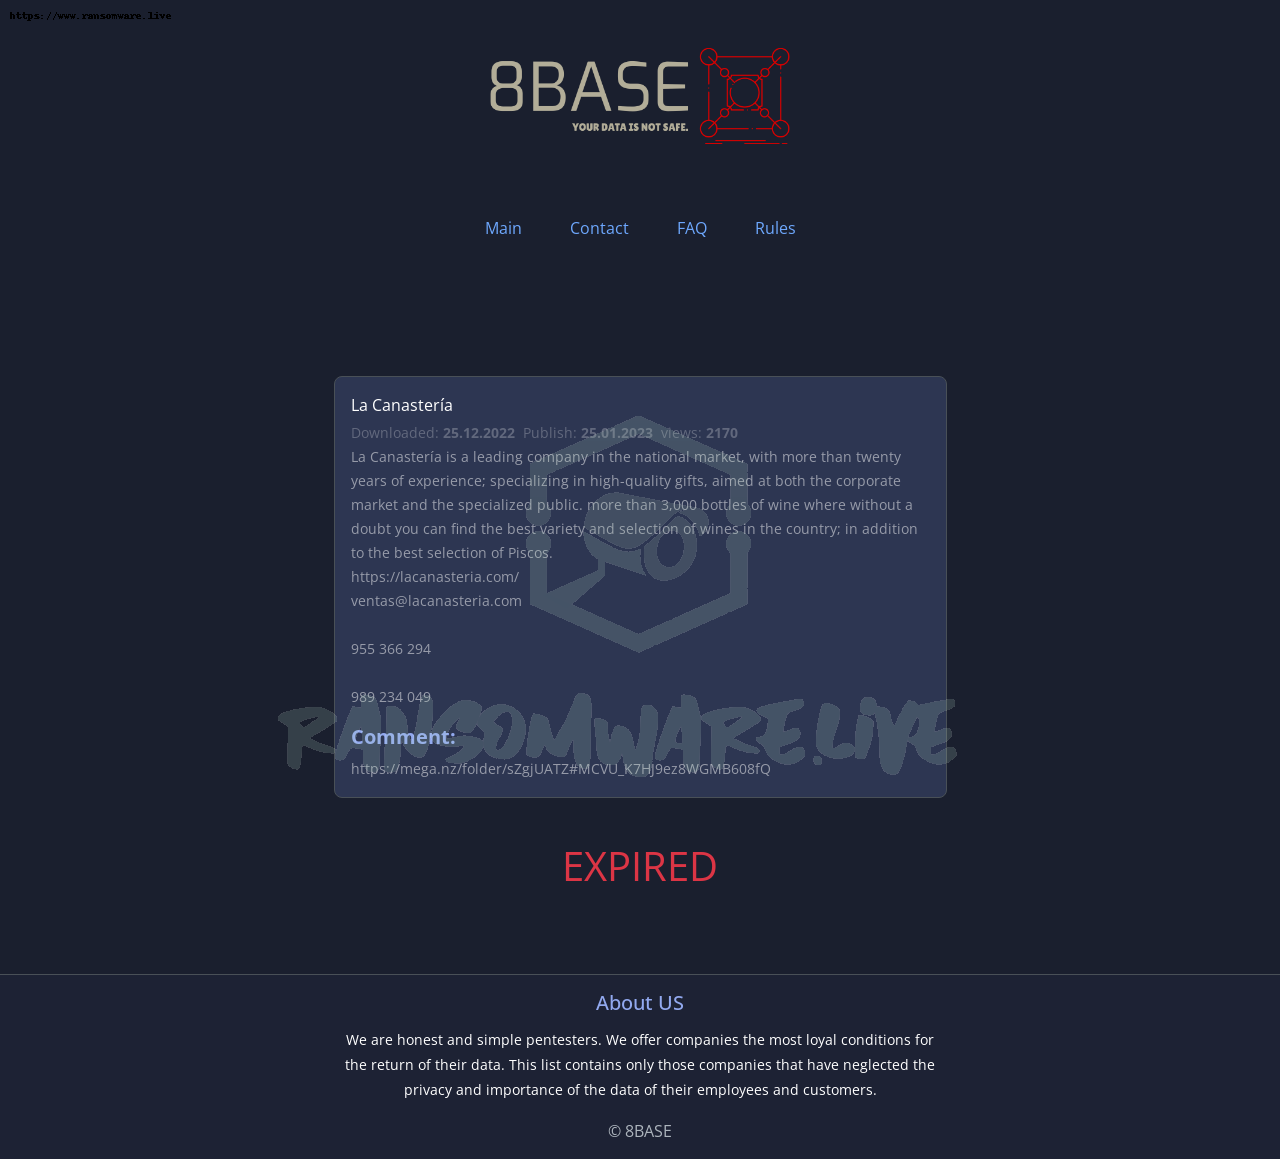 https://www.ransomware.live
8BASE
YOUR DATA IS NOT SAFE.
Main Contact FAQ Rules
La Canastería
Downloaded: 25.12.2022 Publish: 25.01.2023 views: 2170
La Canastería is a leading company in the national market, with more than twenty
years of experience; specializing in high-quality gifts, aimed at both the corporate
market and the specialized public. more than 3,000 bottles of wine where without a
doubt you can find the best variety and selection of wines in the country; in addition
to the best selection of Piscos.
https://lacanasteria.com/
ventas@lacanasteria.com
955 366 294
989 234 049
RANSOMWARE.LIVE
Comment:
https://mega.nz/folder/sZgjUATZ#MCVU_K7HJ9ez8WGMB608fQ
EXPIRED
About US
We are honest and simple pentesters. We offer companies the most loyal conditions for
the return of their data. This list contains only those companies that have neglected the
privacy and importance of the data of their employees and customers.
© 8BASE